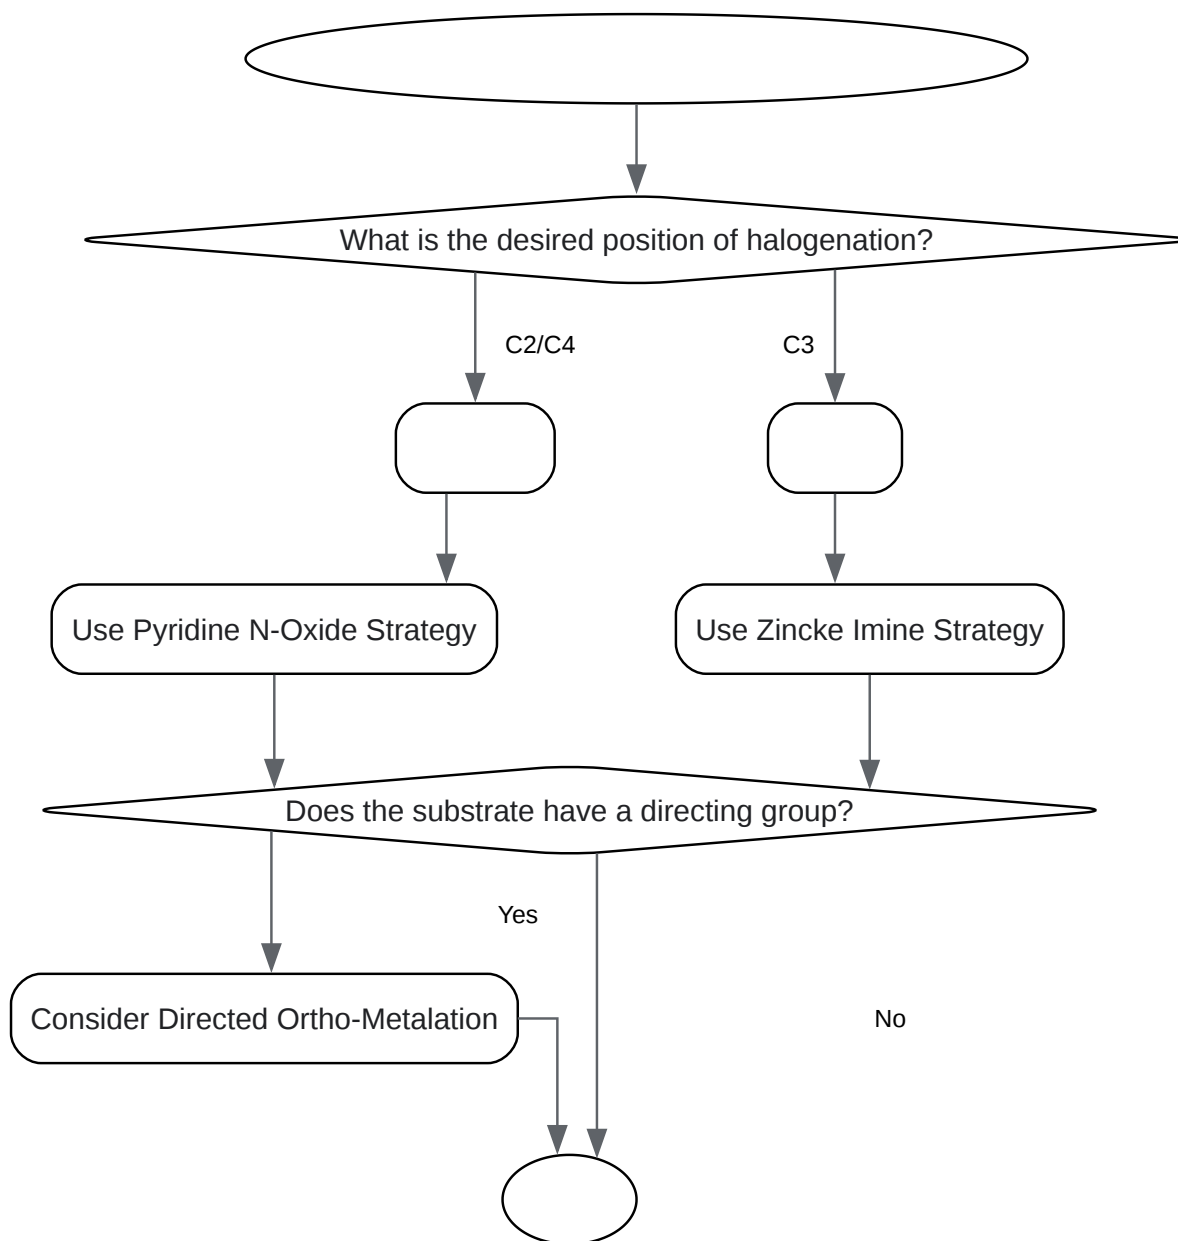 What is the desired position of halogenation?
C2/C4
C3
Use Pyridine N-Oxide Strategy
Use Zincke Imine Strategy
Does the substrate have a directing group?
Yes
Consider Directed Ortho-Metalation
No